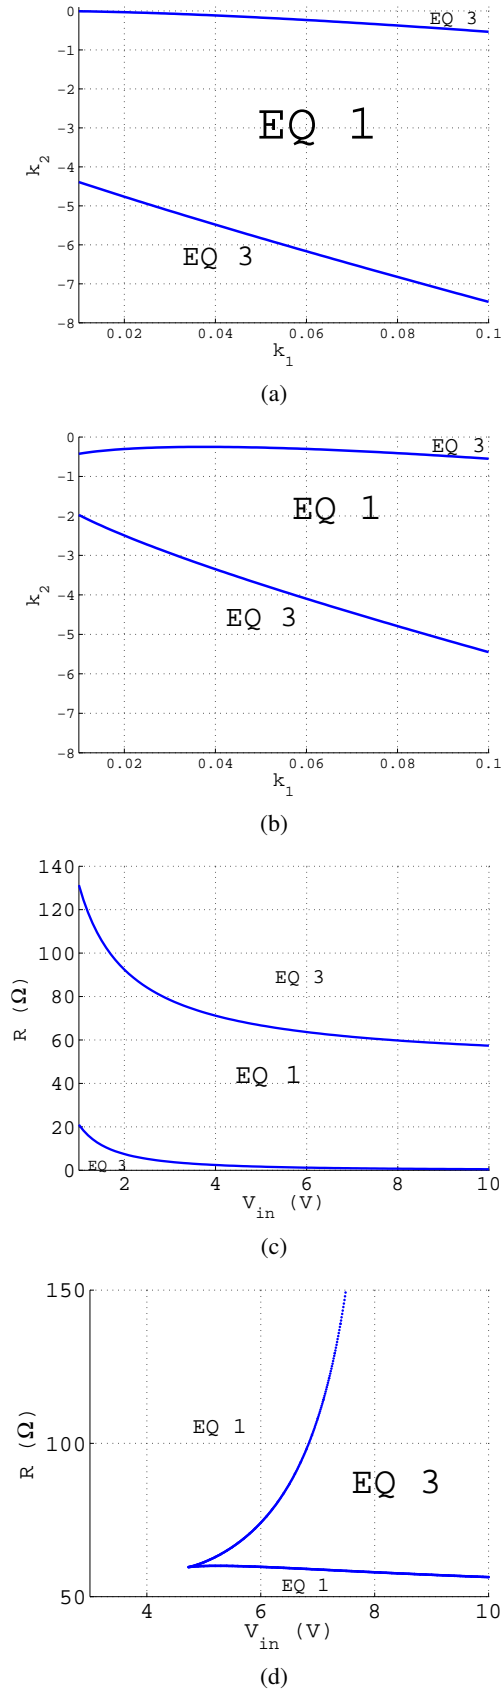 0
EQ 3
-1
-2
EQ 1
-3
k2
-4
-5
-6
EQ 3
-7
-8
0.02 0.04 0.06 0.08 0.1
k1
(a)
0
EQ 3
-1
EQ 1
-2
-3
k2
-4
EQ 3
-5
-6
-7
-8
0.02 0.04 0.06 0.08 0.1
k1
(b)
140
120
100
EQ 3
80
R (Ω)
60
EQ 1
40
20
EQ 3
0
2 4 6 8 10
Vin (V)
(c)
150
EQ 1
R (Ω)
100
EQ 3
EQ 1
50
4 6 8 10
Vin (V)
(d)